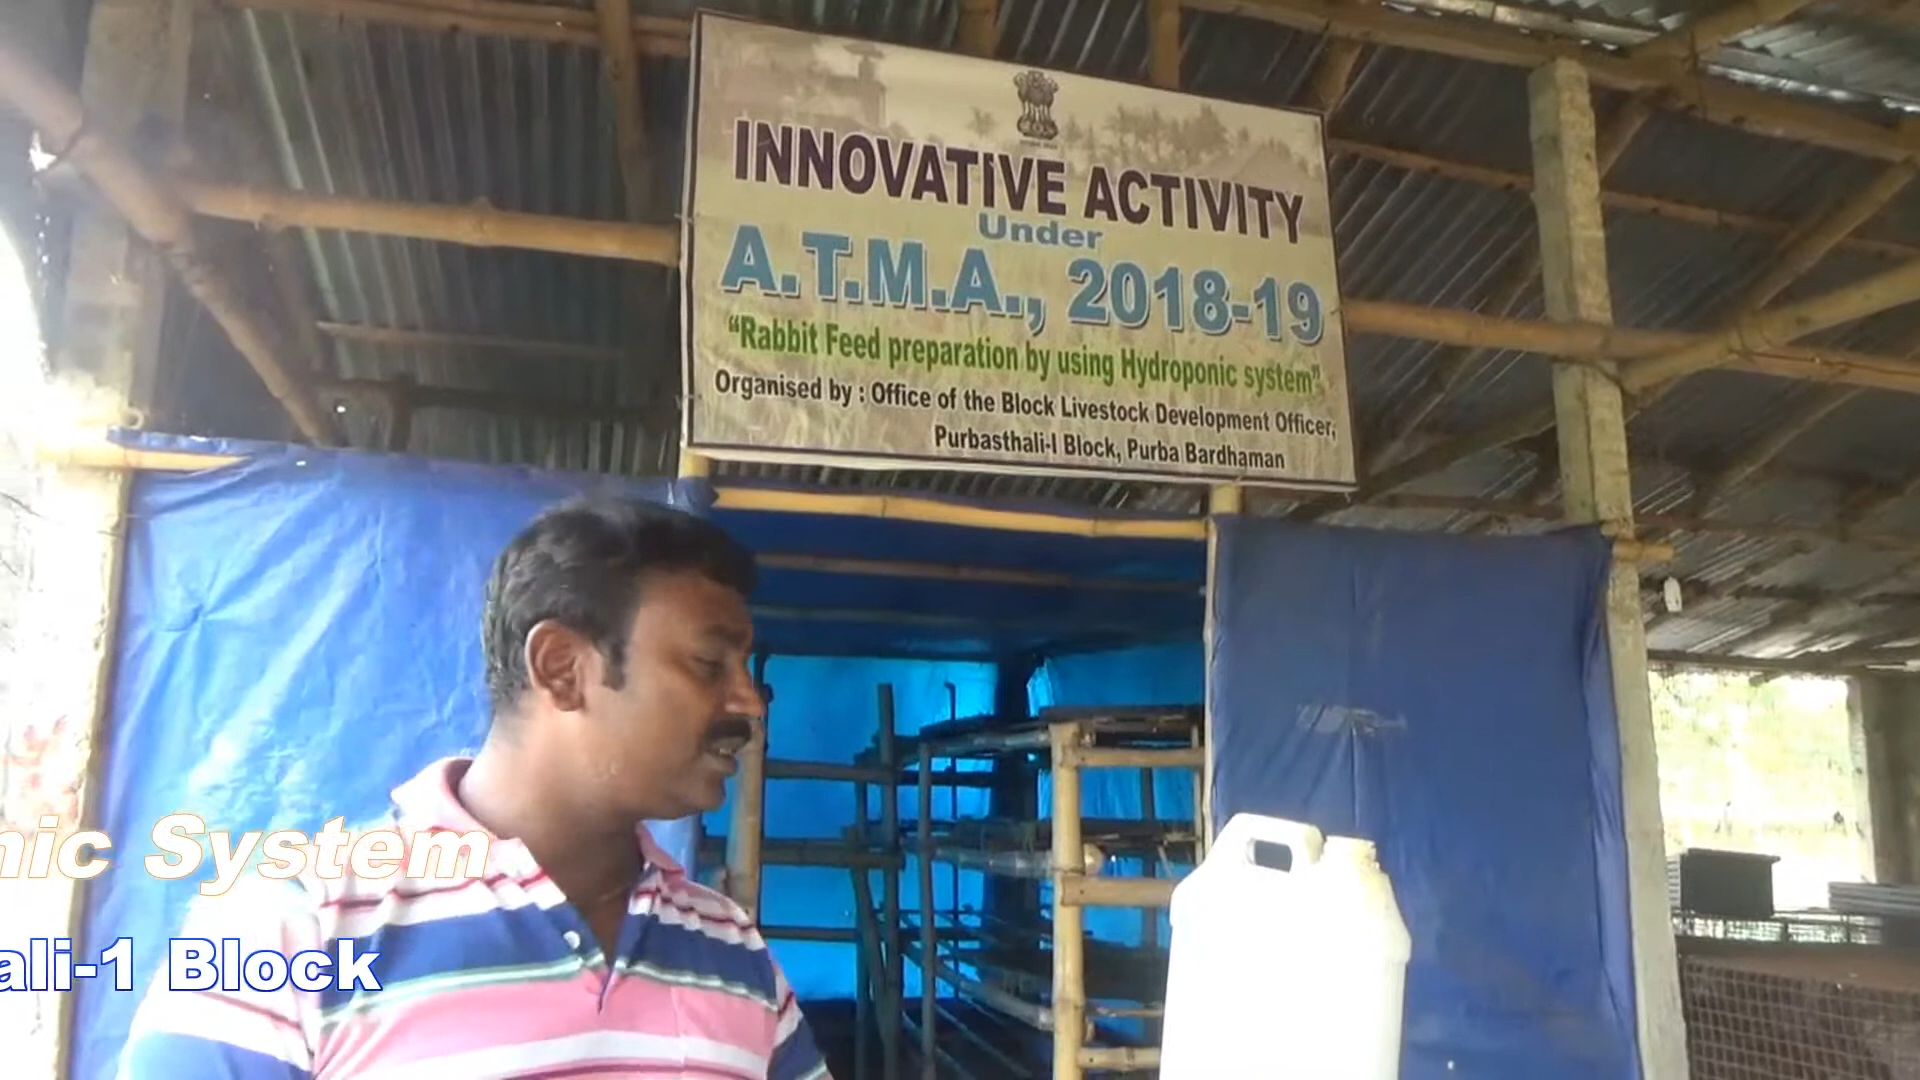 INNOVATIVE ACTIVITY
Under
A.T.M.A., 2018-19
“Rabbit Feed preparation by using Hydroponic system”
Organised by : Office of the Block Livestock Development Officer,
Purbasthali-I Block, Purba Bardhaman
nic System
ali-1 Block